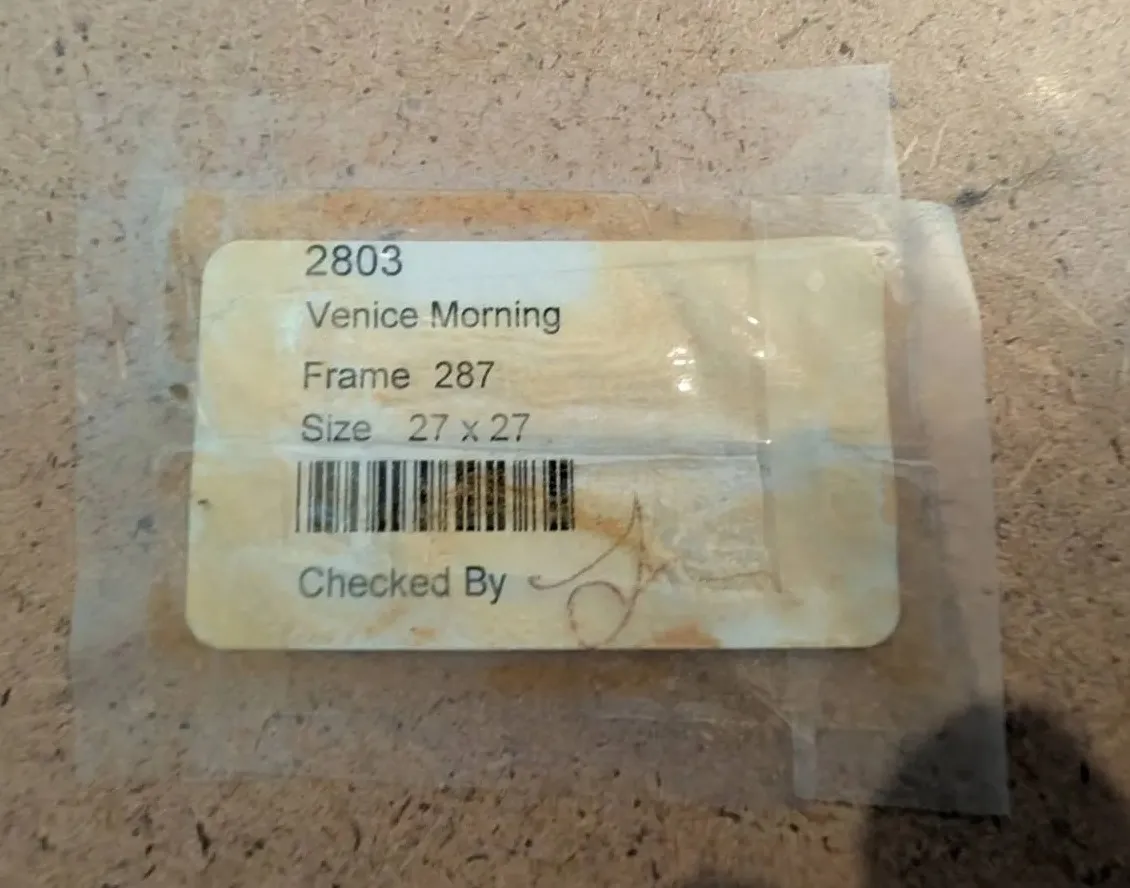 2803
Venice Morning
Frame 287
Size 27 x 27
Checked By